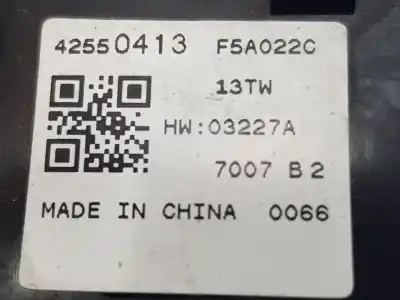 42550413 F5A022C
13TW
HW:03227A
7007 B2
MADE IN CHINA 0066